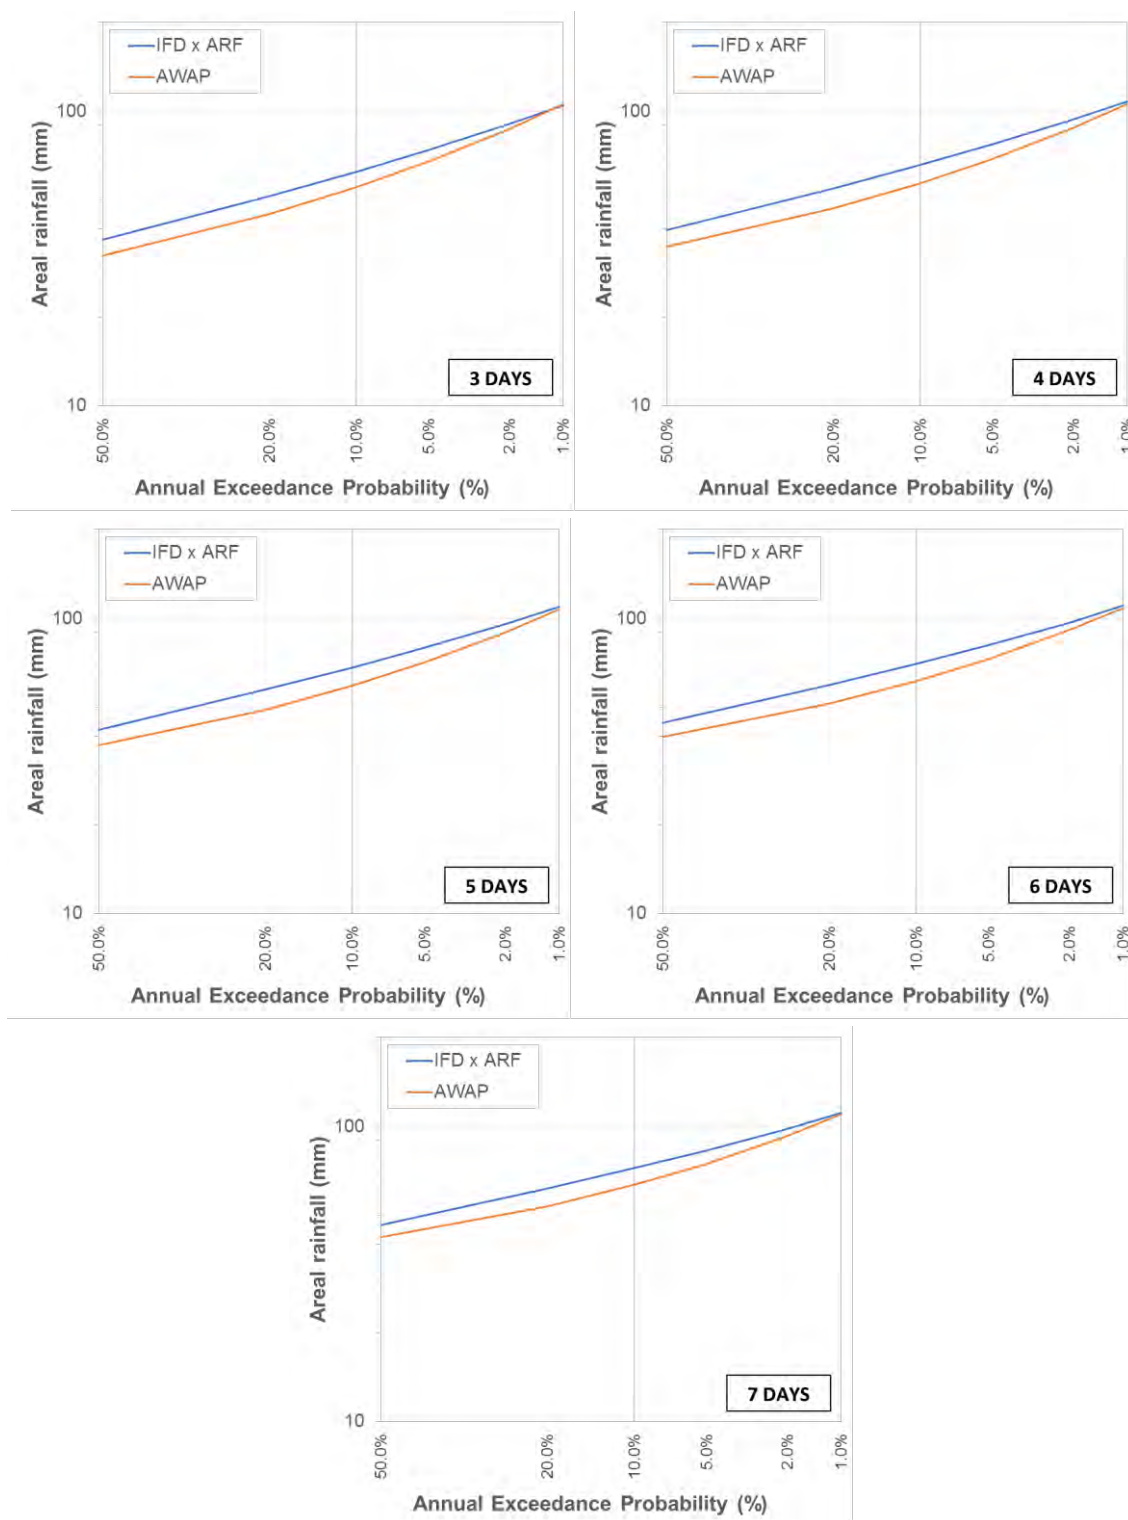 IFD x ARF
AWAP
100
10
Areal rainfall (mm)
3 DAYS
50.0%
20.0%
10.0%
5.0%
2.0%
1.0%
Annual Exceedance Probability (%)
IFD x ARF
AWAP
100
10
Areal rainfall (mm)
4 DAYS
50.0%
20.0%
10.0%
5.0%
2.0%
1.0%
Annual Exceedance Probability (%)
IFD x ARF
AWAP
100
10
Areal rainfall (mm)
5 DAYS
50.0%
20.0%
10.0%
5.0%
2.0%
1.0%
Annual Exceedance Probability (%)
IFD x ARF
AWAP
100
10
Areal rainfall (mm)
6 DAYS
50.0%
20.0%
10.0%
5.0%
2.0%
1.0%
Annual Exceedance Probability (%)
IFD x ARF
AWAP
100
10
Areal rainfall (mm)
7 DAYS
50.0%
20.0%
10.0%
5.0%
2.0%
1.0%
Annual Exceedance Probability (%)